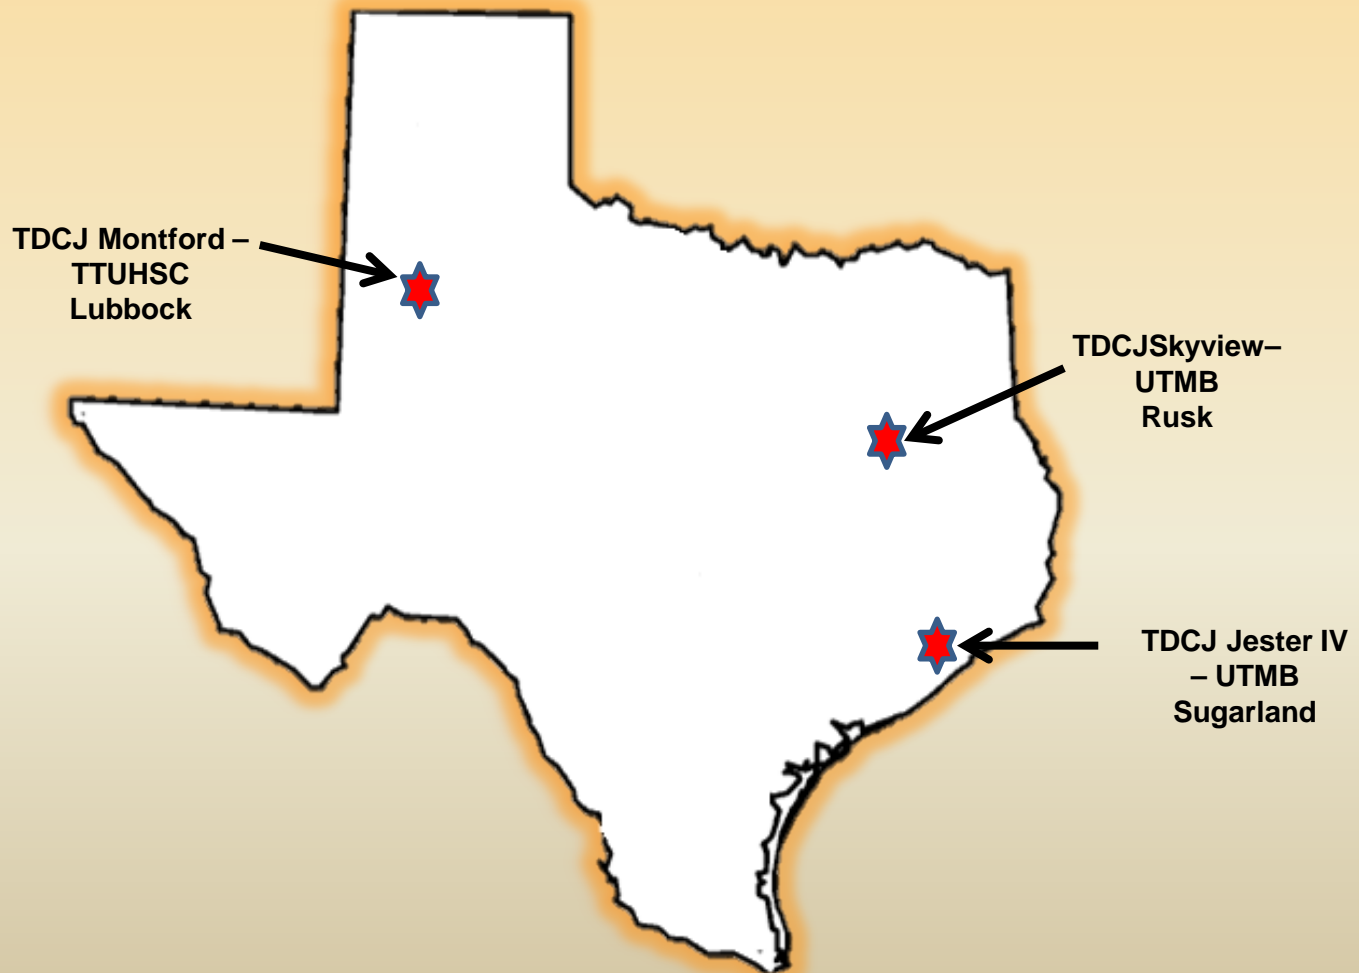 TDCJ Montford –
TTUHSC
Lubbock
TDCJSkyview–
UTMB
Rusk
TDCJ Jester IV
– UTMB
Sugarland